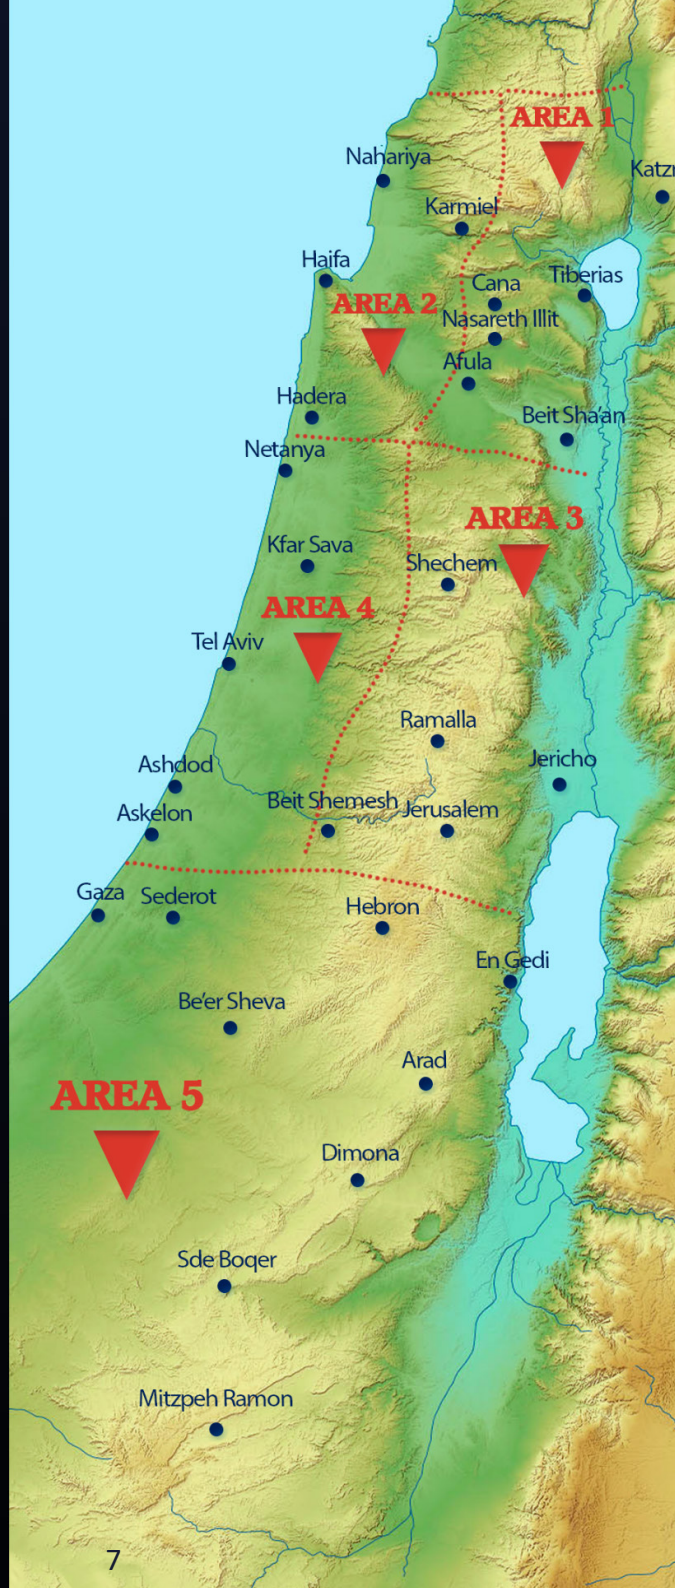 AREA 1
Nahariya
Katzr
Karmiel
Haifa
Cana
Tiberias
AREA 2
Nasareth Illit
Afula
Hadera
Beit Sha'an
Netanya
AREA 3
Kfar Sava
Shechem
AREA 4
Tel Aviv
Ramalla
Ashdod
Jericho
Askelon
Beit Shemesh
Jerusalem
Gaza
Sederot
Hebron
En Gedi
Be'er Sheva
Arad
AREA 5
Dimona
Sde Boqer
Mitzpeh Ramon
7